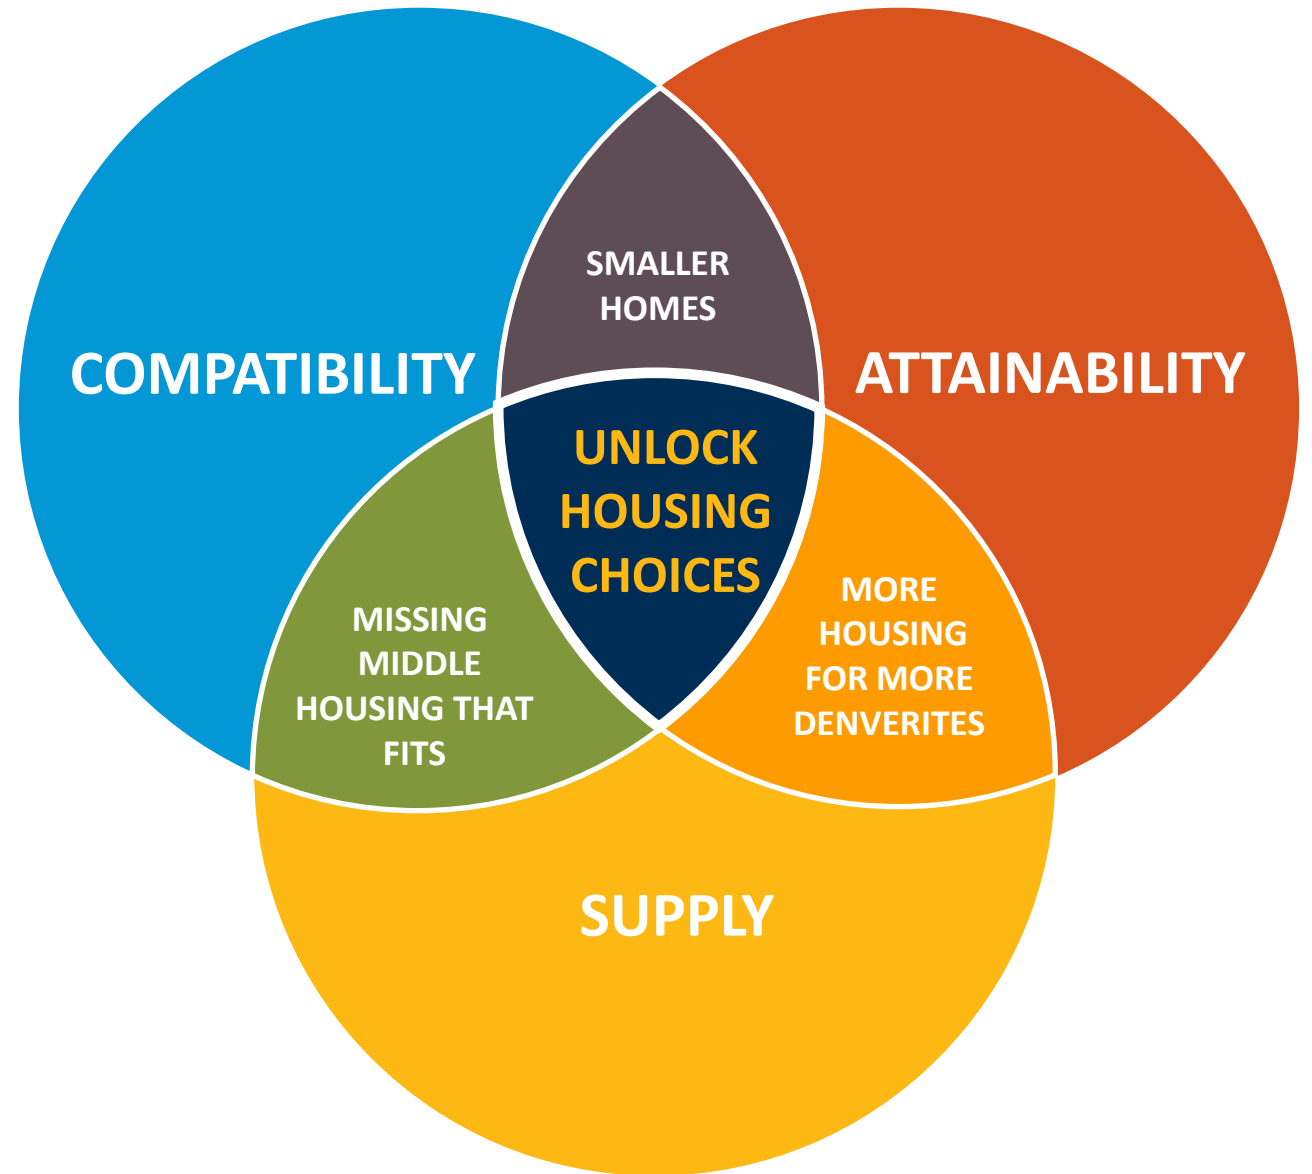 SMALLER
HOMES
COMPATIBILITY
ATTAINABILITY
UNLOCK
HOUSING
CHOICES
MISSING
MIDDLE
HOUSING THAT
FITS
MORE
HOUSING
FOR MORE
DENVERITES
SUPPLY